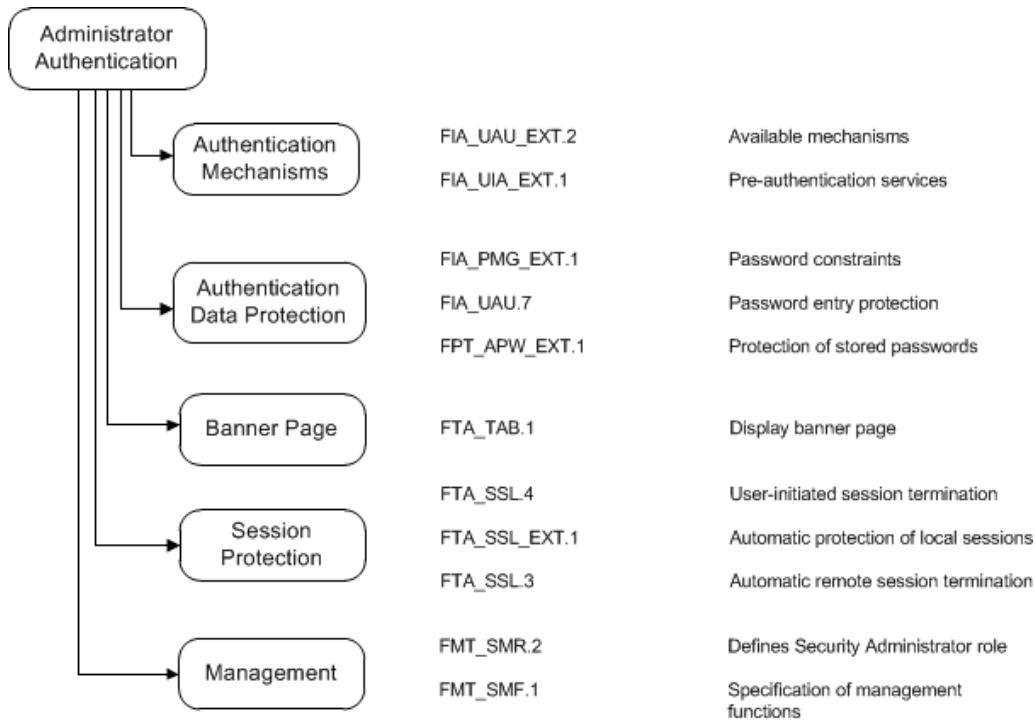 Administrator
Authentication
Authentication
Mechanisms
FIA_UAU_EXT.2 Available mechanisms
FIA_UIA_EXT.1 Pre-authentication services
Authentication
Data Protection
FIA_PMG_EXT.1 Password constraints
FIA_UAU.7 Password entry protection
FPT_APW_EXT.1 Protection of stored passwords
Banner Page
FTA_TAB.1 Display banner page
Session
Protection
FTA_SSL.4 User-initiated session termination
FTA_SSL_EXT.1 Automatic protection of local sessions
FTA_SSL.3 Automatic remote session termination
Management
FMT_SMR.2 Defines Security Administrator role
FMT_SMF.1 Specification of management
functions